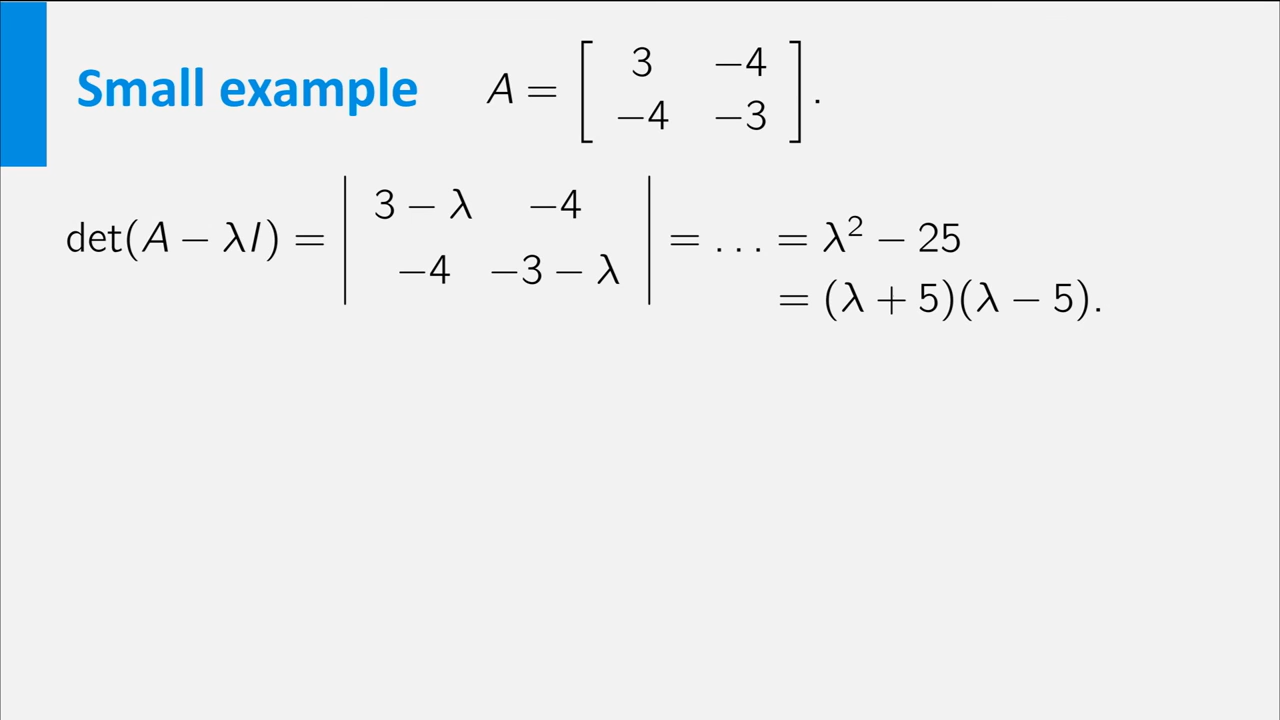 Small example A = [ 3 −4
−4 −3 ].
det(A − λI) = | 3 − λ −4
−4 −3 − λ | = . . . = λ² − 25
= (λ + 5)(λ − 5).